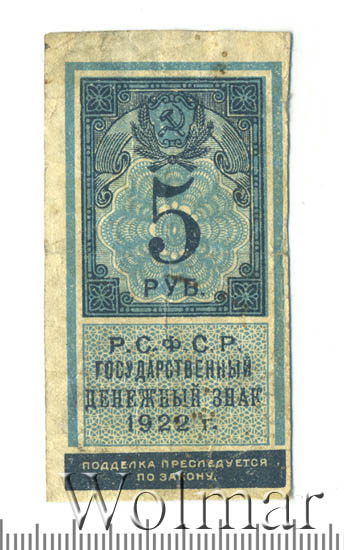 5
РУБ.
Р.С.Ф.С.Р.
ГОСУДАРСТВЕННЫЙ
ДЕНЕЖНЫЙ ЗНАК
1922 г.
ПОДДЕЛКА ПРЕСЛЕДУЕТСЯ
ПО ЗАКОНУ.
Wolmar